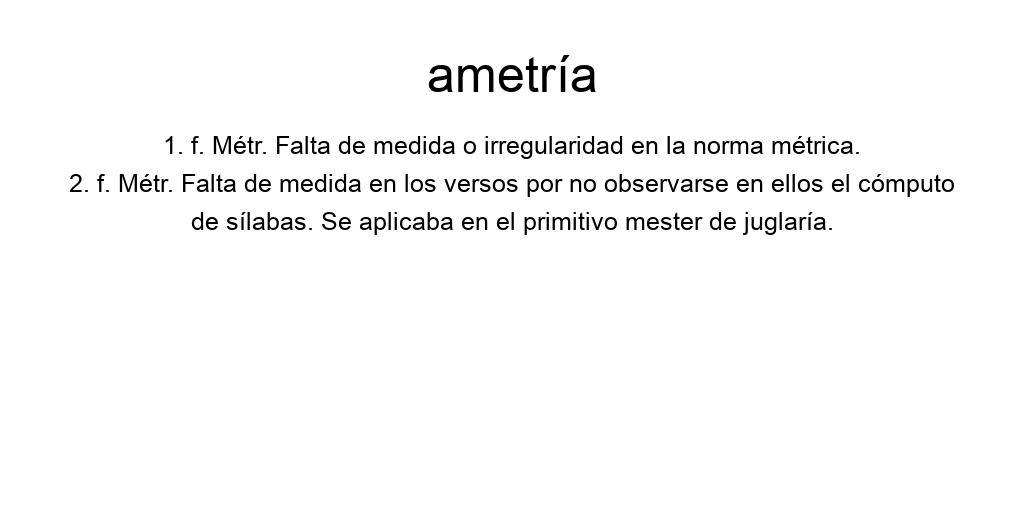 ametría
1. f. Métr. Falta de medida o irregularidad en la norma métrica.
2. f. Métr. Falta de medida en los versos por no observarse en ellos el cómputo
de sílabas. Se aplicaba en el primitivo mester de juglaría.